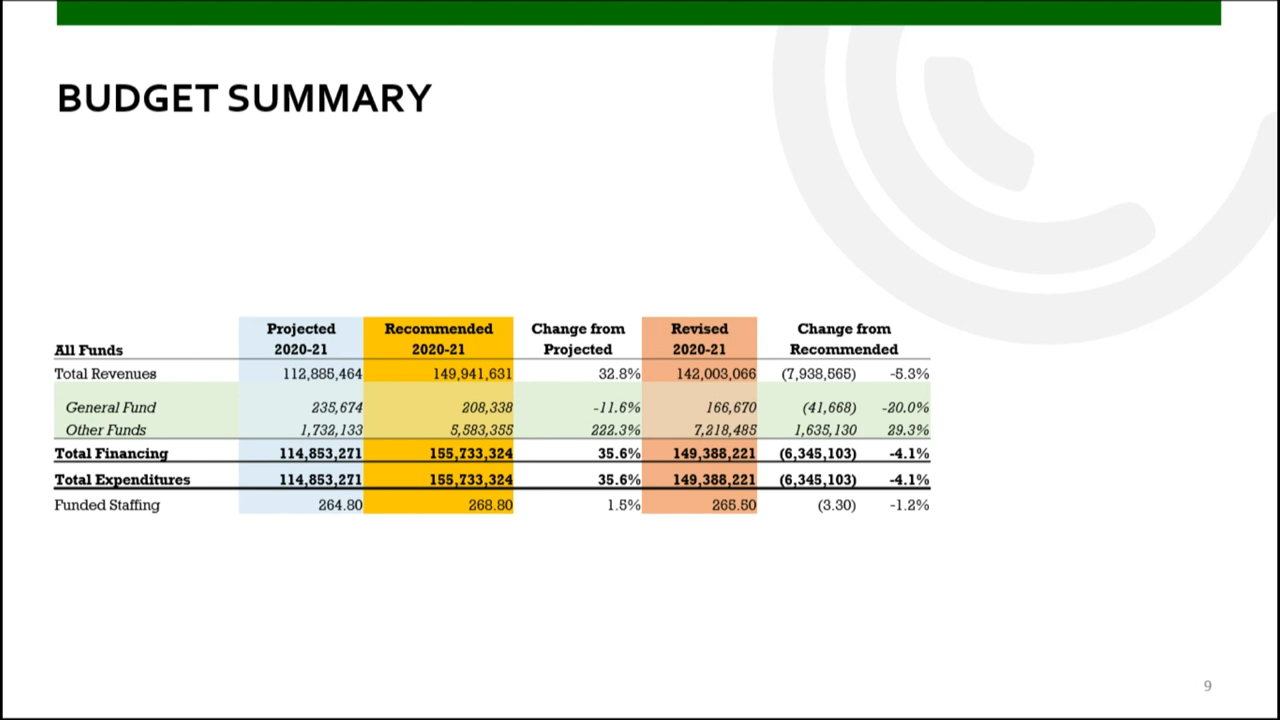 BUDGET SUMMARY
Projected Recommended Change from Revised Change from
All Funds 2020-21 2020-21 Projected 2020-21 Recommended
Total Revenues 112,885,464 149,941,631 32.8% 142,003,066 (7,938,565) -5.3%
General Fund 235,674 208,338 -11.6% 166,670 (41,668) -20.0%
Other Funds 1,732,133 5,583,355 222.3% 7,218,485 1,635,130 29.3%
Total Financing 114,853,271 155,733,324 35.6% 149,388,221 (6,345,103) -4.1%
Total Expenditures 114,853,271 155,733,324 35.6% 149,388,221 (6,345,103) -4.1%
Funded Staffing 264.80 268.80 1.5% 265.50 (3.30) -1.2%
9